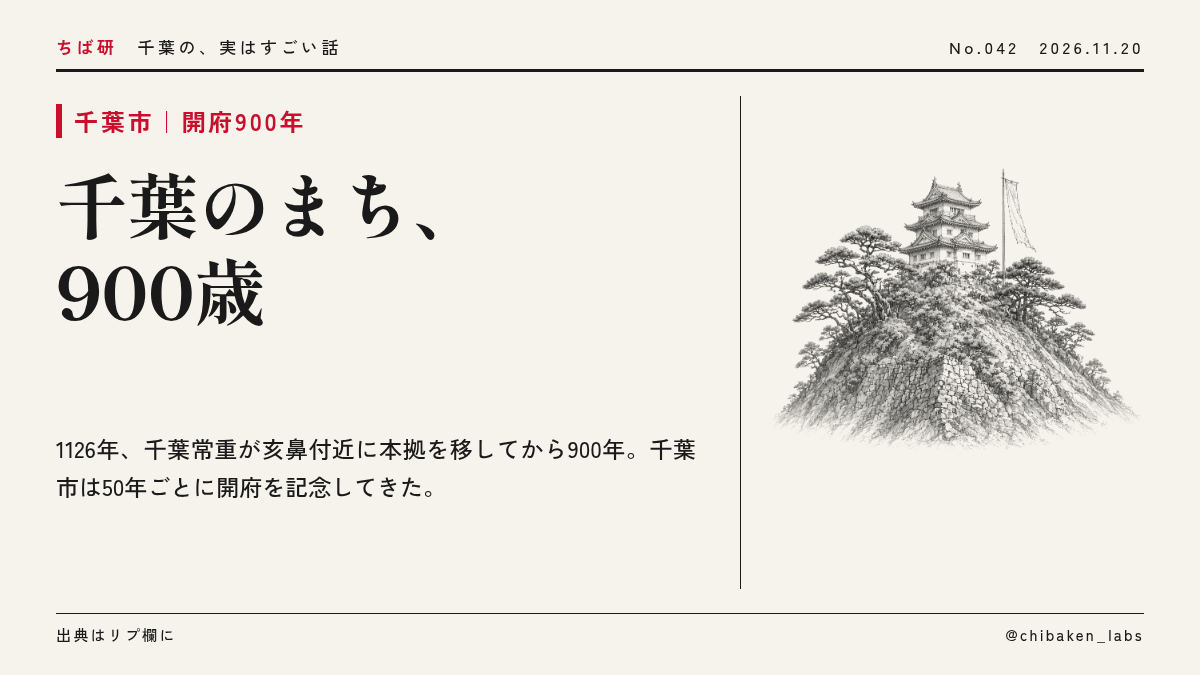 ちば研 千葉の、実はすごい話
No.042 2026.11.20
千葉市｜開府900年
千葉のまち、
900歳
1126年、千葉常重が亥鼻付近に本拠を移してから900年。千葉
市は50年ごとに開府を記念してきた。
出典はリプ欄に
@chibaken_labs